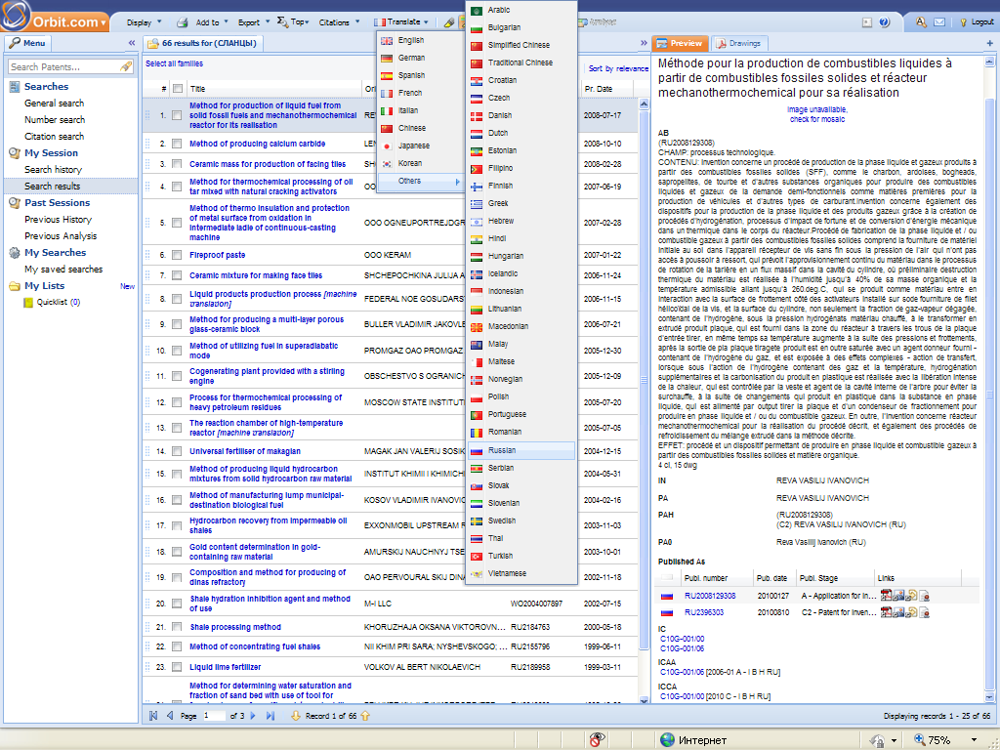 Orbit.com
Display
Add to
Export
Top
Citations
Translate
Logout
Menu
66 results for (СЛАНЦЫ)
Preview
Drawings
Search Patents...
Searches
General search
Number search
Citation search
My Session
Search history
Search results
Past Sessions
Previous History
Previous Analysis
My Searches
My saved searches
My Lists
New
Quicklist (0)
Select all families
Sort by relevance
# Title Pr. Date
1. Method for production of liquid fuel from solid fossil fuels and mechanothermochemical reactor for its realisation 2008-07-17
2. Method of producing calcium carbide 2008-10-10
3. Ceramic mass for production of facing tiles 2008-02-28
4. Method for thermochemical processing of oil tar mixed with natural cracking activators 2007-06-19
5. Method of thermo insulation and protection of metal surface from oxidation in intermediate ladle of continuous-casting machine OOO OGNEUPORTREJDGR 2007-02-28
6. Fireproof paste OOO KERAM 2007-01-22
7. Ceramic mixture for making face tiles SHCHEPOCHKINA JULIJA A 2006-11-24
8. Liquid products production process [machine translation] FEDERAL NOE GOSUDARS 2006-11-15
9. Method for producing a multi-layer porous glass-ceramic block BULLER VLADIMIR JAKOVLE 2006-07-21
10. Method of utilizing fuel in superadiabatic mode PROMGAZ OAO PROMGAZ 2005-12-30
11. Cogenerating plant provided with a stirling engine OBSCHESTVO S OGRANICH 2005-12-09
12. Process for thermochemical processing of heavy petroleum residues MOSCOW STATE INSTITUT 2005-07-20
13. The reaction chamber of high-temperature reactor [machine translation] 2005-07-05
14. Universal fertiliser of makagian MAGAK JAN VALERIJ SOSIK 2004-12-15
15. Method of producing liquid hydrocarbon mixtures from solid hydrocarbon raw material INSTITUT KHIMII I KHIMICH 2004-05-31
16. Method of manufacturing lump municipal-destination biological fuel KOSOV VLADIMIR IVANOVIC 2004-02-16
17. Hydrocarbon recovery from impermeable oil shales EXXONMOBIL UPSTREAM R 2003-11-03
18. Gold content determination in gold-containing raw material AMURSKIJ NAUCHNYJ TSE 2003-10-01
19. Composition and method for producing of dinas refractory OAO PERVOURAL SKIJ DINA 2002-11-18
20. Shale hydration inhibition agent and method of use M-I LLC WO2004007897 2002-07-15
21. Shale processing method KHORUZHAJA OKSANA VIKTOROVN... RU2184763 2000-05-18
22. Method of concentrating fuel shales NII KHIM PRI SARA; NYSHEVSKOGO; ... RU2155796 1999-06-11
23. Liquid lime fertilizer VOLKOV AL BERT NIKOLAEVICH RU2189958 1999-03-11
Method for determining water saturation and fraction of sand bed with use of tool for
Page 1 of 3
Record 1 of 66
Displaying records 1 - 25 of 66
English
German
Spanish
French
Italian
Chinese
Japanese
Korean
Others
Arabic
Bulgarian
Simplified Chinese
Traditional Chinese
Croatian
Czech
Danish
Dutch
Estonian
Filipino
Finnish
Greek
Hebrew
Hindi
Hungarian
Icelandic
Indonesian
Lithuanian
Macedonian
Malay
Maltese
Norvegian
Polish
Portuguese
Romanian
Russian
Serbian
Slovak
Slovenian
Swedish
Thai
Turkish
Vietnamese
Méthode pour la production de combustibles liquides à
partir de combustibles fossiles solides et réacteur
mechanothermochemical pour sa réalisation
image unavailable,
check for mosaic
AB
(RU2008129308)
CHAMP: processus technologique.
CONTENU: invention concerne un procédé de production de la phase liquide et gazeux produits à
partir des combustibles fossiles solides (SFF), comme le charbon, ardoises, bogheads,
sapropelites, de tourbe et d'autres substances organiques pour produire des combustibles
liquides et gazeux de la demande demi-fonctionnels comme matières premières pour la
production de véhicules et d'autres types de carburant.invention concerne également des
dispositifs pour la production de la phase liquide et des produits gazeux grâce à la création de
procédés d'hydrogénation, processus d'impact de fortune et de conversion d'énergie mécanique
dans un thermique dans le corps du réacteur.Procédé de fabrication de la phase liquide et / ou du
combustible gazeux à partir des combustibles fossiles solides comprend la fourniture de matériel
initiale au sol dans l'appareil récepteur de vis sans fin sous la pression de l'air qui n'ont pas
accès à poussoir à ressort, qui prévoit l'approvisionnement continu du matériau dans le processus
de rotation de la tarière en un flux massif dans la cavité du cylindre, où préliminaire destruction
thermique du matériau est réalisée à l'humidité jusqu'à 40% de sa masse organique et la
température admissible allant jusqu'à 260.deg.C, qui se produit comme matériau entre en
interaction avec la surface de frottement côté des activateurs installé sur sode fourniture de filet
hélicoïdal de la vis, et la surface du cylindre, non seulement la fraction de gaz-vapeur dégagée,
contenant de l'hydrogène, sous la pression hydrogénats matériau chauffé, à le transformer en
extrudé produit plaque, qui est fourni dans la zone du réacteur à travers les trous de la plaque
d'entrée tirer, en même temps sa température augmente à la suite des pressions et frottements,
après la sortie de pla plaque tiragete produit est en outre saturée avec un agent donneur fourni -
contenant de l'hydrogène du gaz, et est exposée à des effets complexes - action de transfert,
lorsque sous l'action de l'hydrogène contenant des gaz et la température, hydrogénation
supplémentaires et la carbonisation du produit en plastique est réalisée avec la libération intense
de la chaleur, qui est contrôlée par la veste et agent de la cavité interne de l'arbre pour éviter la
surchauffe, à la suite de changements qui produit en plastique dans la substance en phase
liquide, qui est alimenté par output tirer la plaque et d'un condenseur de fractionnement pour
produire en phase liquide et / ou du combustible gazeux. En outre, l'invention concerne réacteur
mechanothermochemical pour la réalisation du procédé décrit, et également des procédés de
refroidissement du mélange extrudé dans la méthode décrite.
EFFET: procédé et un dispositif permettant de produire en phase liquide et combustible gazeux à
partir des combustibles fossiles solides et matière organique.
4 cl, 15 dwg
IN REVA VASILIJ IVANOVICH
PA REVA VASILIJ IVANOVICH
PAH (RU2008129308)
(C2) REVA VASILIJ IVANOVICH (RU)
PA0 Reva Vasilij Ivanovich (RU)
Published As
Publ. number Publ. date Publ. Stage Links
RU2008129308 20100127 A - Application for In...
RU2396303 20100810 C2 - Patent for Inven...
IC
C10G-001/00
C10G-001/06
ICAA
C10G-001/06 [2006-01 A - I B H RU]
ICCA
C10G-001/00 [2010 C - I B H RU]
Интернет
75%